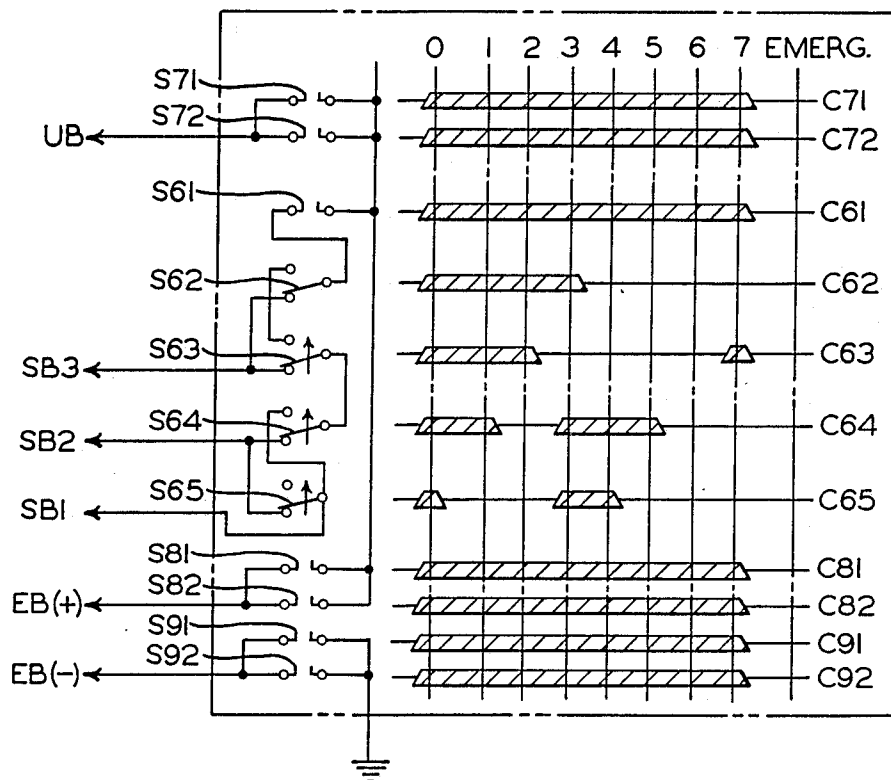 0 1 2 3 4 5 6 7 EMERG.
S71 C71
S72 C72
UB
S61 C61
S62 C62
S63 C63
SB3
S64 C64
SB2
S65 C65
SB1
S81 C81
S82 C82
EB(+)
S91 C91
S92 C92
EB(-)